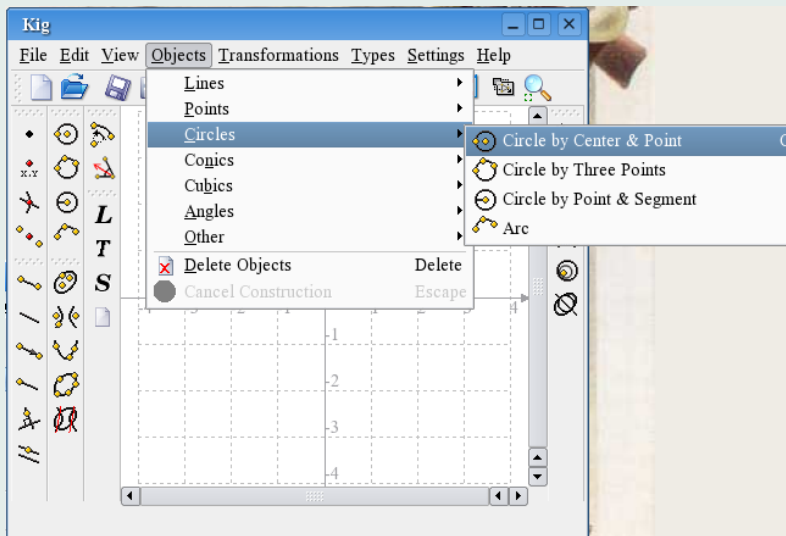 Kig
File Edit View Objects Transformations Types Settings Help
Lines
Points
Circles
Circle by Center & Point
Conics
Circle by Three Points
Cubics
Circle by Point & Segment
Angles
Arc
Other
Delete Objects Delete
Cancel Construction Escape
x.y
L
T
S
-1
-2
-3
-4